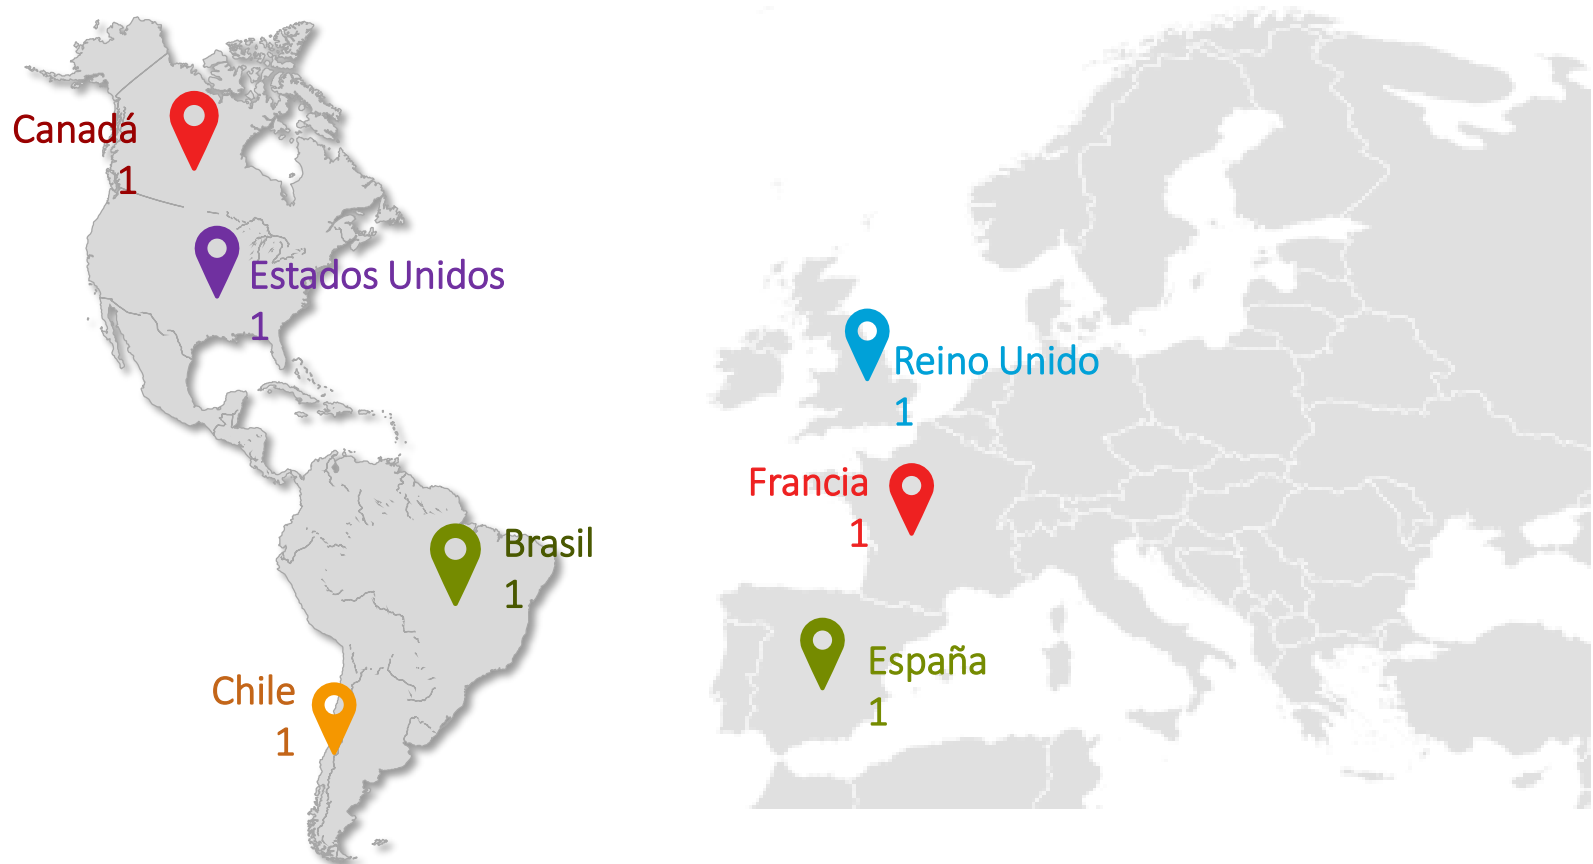 Canadá
1
Estados Unidos
1
Brasil
1
Chile
1
Reino Unido
1
Francia
1
España
1